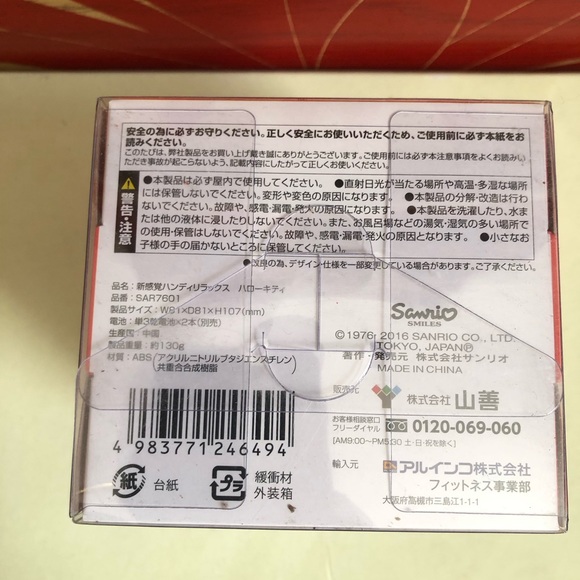 安全の為に必ずお守りください。正しく安全にお使いいただくため、ご使用前に必ず本紙をお
読みください。
このたびは、弊社製品をお買い上げ戴き誠にありがとうございます。ご使用前には必ず本注意事項をよくお読みい
ただき事故が起こらないよう、記載内容にしたがって正しくご使用ください。
警告・注意
●本製品は必ず屋内で使用してください。 ●直射日光が当たる場所や高温・多湿な場所
には保管しないでください。変形や変色の原因になります。 ●本製品の分解・改造は行わ
ないでください。故障や、感電・漏電・発火の原因になります。 ●本製品を洗濯したり、水ま
たは他の液体に浸したりしないでください。また、お風呂場などの湯気・湿気の多い場所で
の使用・保管はしないでください。故障や、感電・漏電・発火の原因となります。 ●小さなお
子様の手の届かないところに保管してください。
●改良の為、デザイン・仕様を一部変更している場合があります。ご了承ください。
品名：新感覚ハンディリラックス ハローキティ
品番：SAR7601
製品サイズ：W81×D81×H107(mm)
電池：単3乾電池×2本(別売)
生産国：中国
製品重量：約130g
材質：ABS(アクリルニトリルブタジエンスチレン)
共重合合成樹脂
Sanrio
SMILES
©1976, 2016 SANRIO CO., LTD.
TOKYO, JAPANⓅ
著作・発売元 株式会社サンリオ
MADE IN CHINA
販売元
株式会社 山善
お客様相談窓口
フリーダイヤル
0120-069-060
[AM9:00～PM5:30 土・日・祝を除く]
輸入元
アルインコ株式会社
フィットネス事業部
大阪府高槻市三島江1-1-1
4 983771 246494
紙
台紙
プラ
緩衝材
外装箱